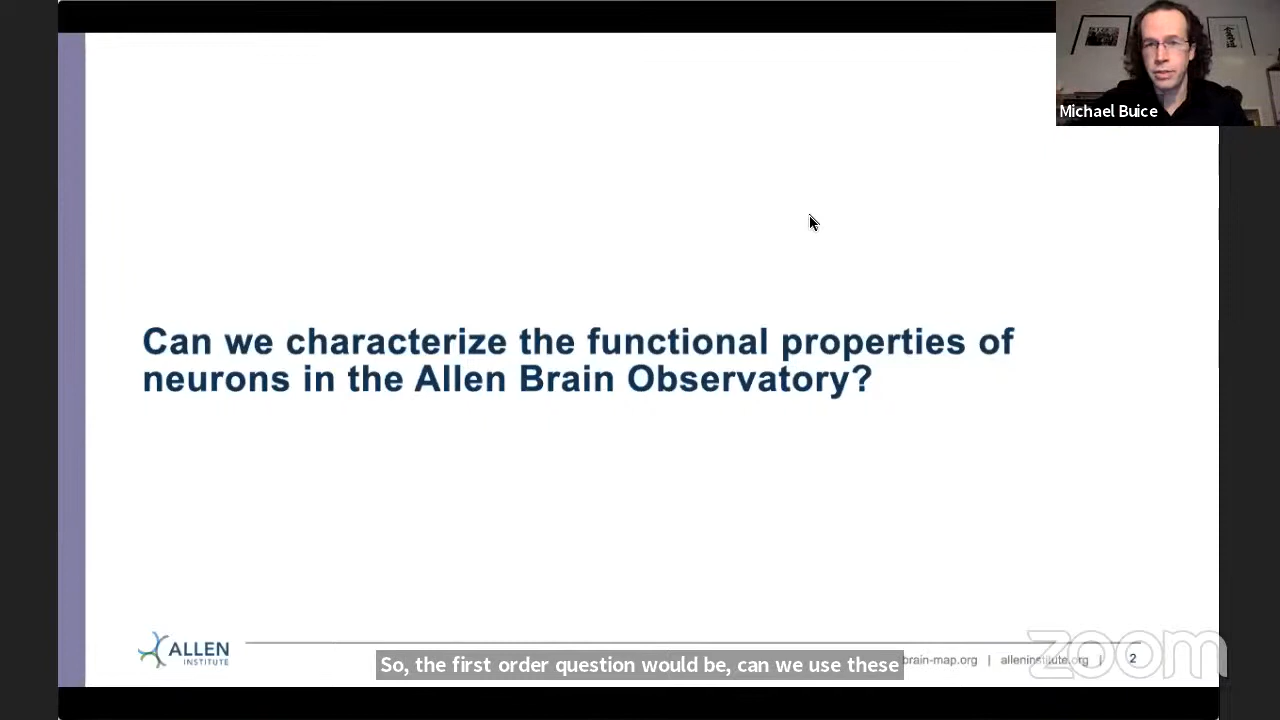 Michael Buice
Can we characterize the functional properties of
neurons in the Allen Brain Observatory?
ALLEN
INSTITUTE
So, the first order question would be, can we use these
brain-map.org | alleninstitute.org | 2
zoom